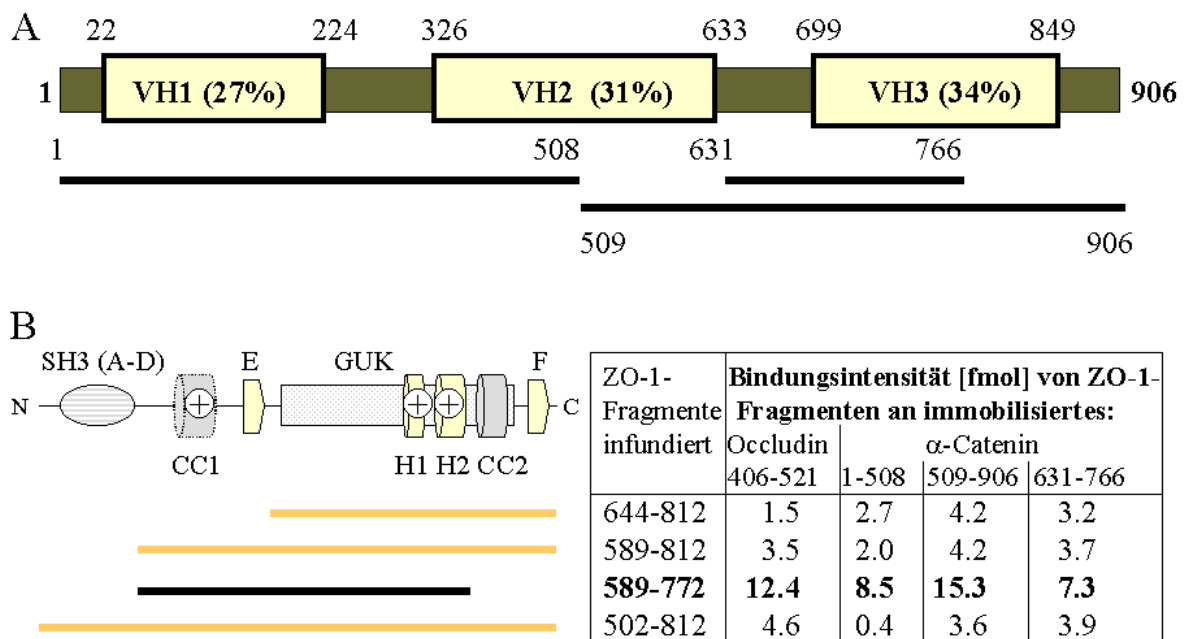 A
22 224 326 633 699 849
1 VH1 (27%) VH2 (31%) VH3 (34%) 906
1 508 631 766
509 906
B
SH3 (A-D) E GUK F
N + + + C
CC1 H1 H2 CC2
ZO-1- Bindungsintensität [fmol] von ZO-1-
Fragmente Fragmenten an immobilisiertes:
infundiert Occludin α-Catenin
406-521 1-508 509-906 631-766
644-812 1.5 2.7 4.2 3.2
589-812 3.5 2.0 4.2 3.7
589-772 12.4 8.5 15.3 7.3
502-812 4.6 0.4 3.6 3.9